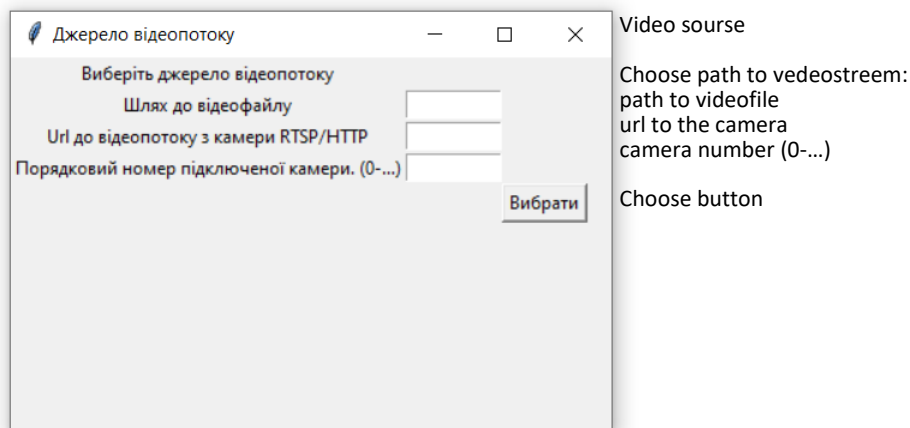 Джерело відеопотоку
Виберіть джерело відеопотоку
Шлях до відеофайлу
Url до відеопотоку з камери RTSP/HTTP
Порядковий номер підключеної камери. (0-...)
Вибрати
Video sourse
Choose path to vedeostreem:
path to videofile
url to the camera
camera number (0-…)
Choose button